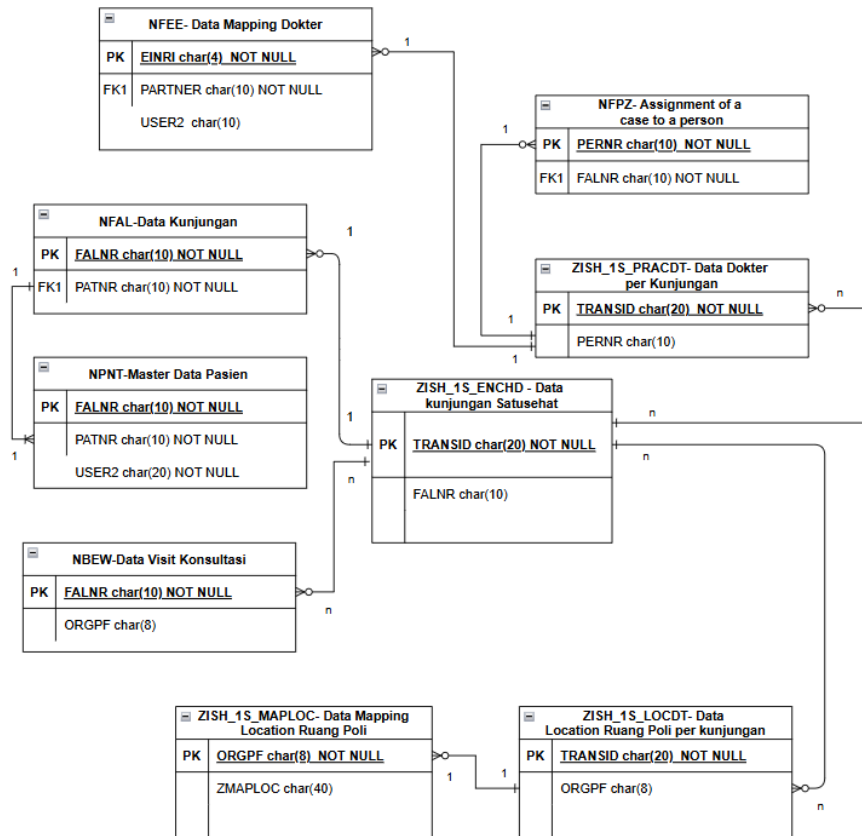 NFEE- Data Mapping Dokter
PK EINRI char(4) NOT NULL
FK1 PARTNER char(10) NOT NULL
USER2 char(10)
1
NFPZ- Assignment of a
case to a person
PK PERNR char(10) NOT NULL
FK1 FALNR char(10) NOT NULL
1
NFAL-Data Kunjungan
PK FALNR char(10) NOT NULL
FK1 PATNR char(10) NOT NULL
1
1
ZISH_1S_PRACDT- Data Dokter
per Kunjungan
PK TRANSID char(20) NOT NULL
PERNR char(10)
n
1
1
NPNT-Master Data Pasien
PK FALNR char(10) NOT NULL
PATNR char(10) NOT NULL
USER2 char(20) NOT NULL
1
ZISH_1S_ENCHD - Data
kunjungan Satusehat
PK TRANSID char(20) NOT NULL
FALNR char(10)
1
n
n
n
NBEW-Data Visit Konsultasi
PK FALNR char(10) NOT NULL
ORGPF char(8)
n
ZISH_1S_MAPLOC- Data Mapping
Location Ruang Poli
PK ORGPF char(8) NOT NULL
ZMAPLOC char(40)
1
1
ZISH_1S_LOCDT- Data
Location Ruang Poli per kunjungan
PK TRANSID char(20) NOT NULL
ORGPF char(8)
n